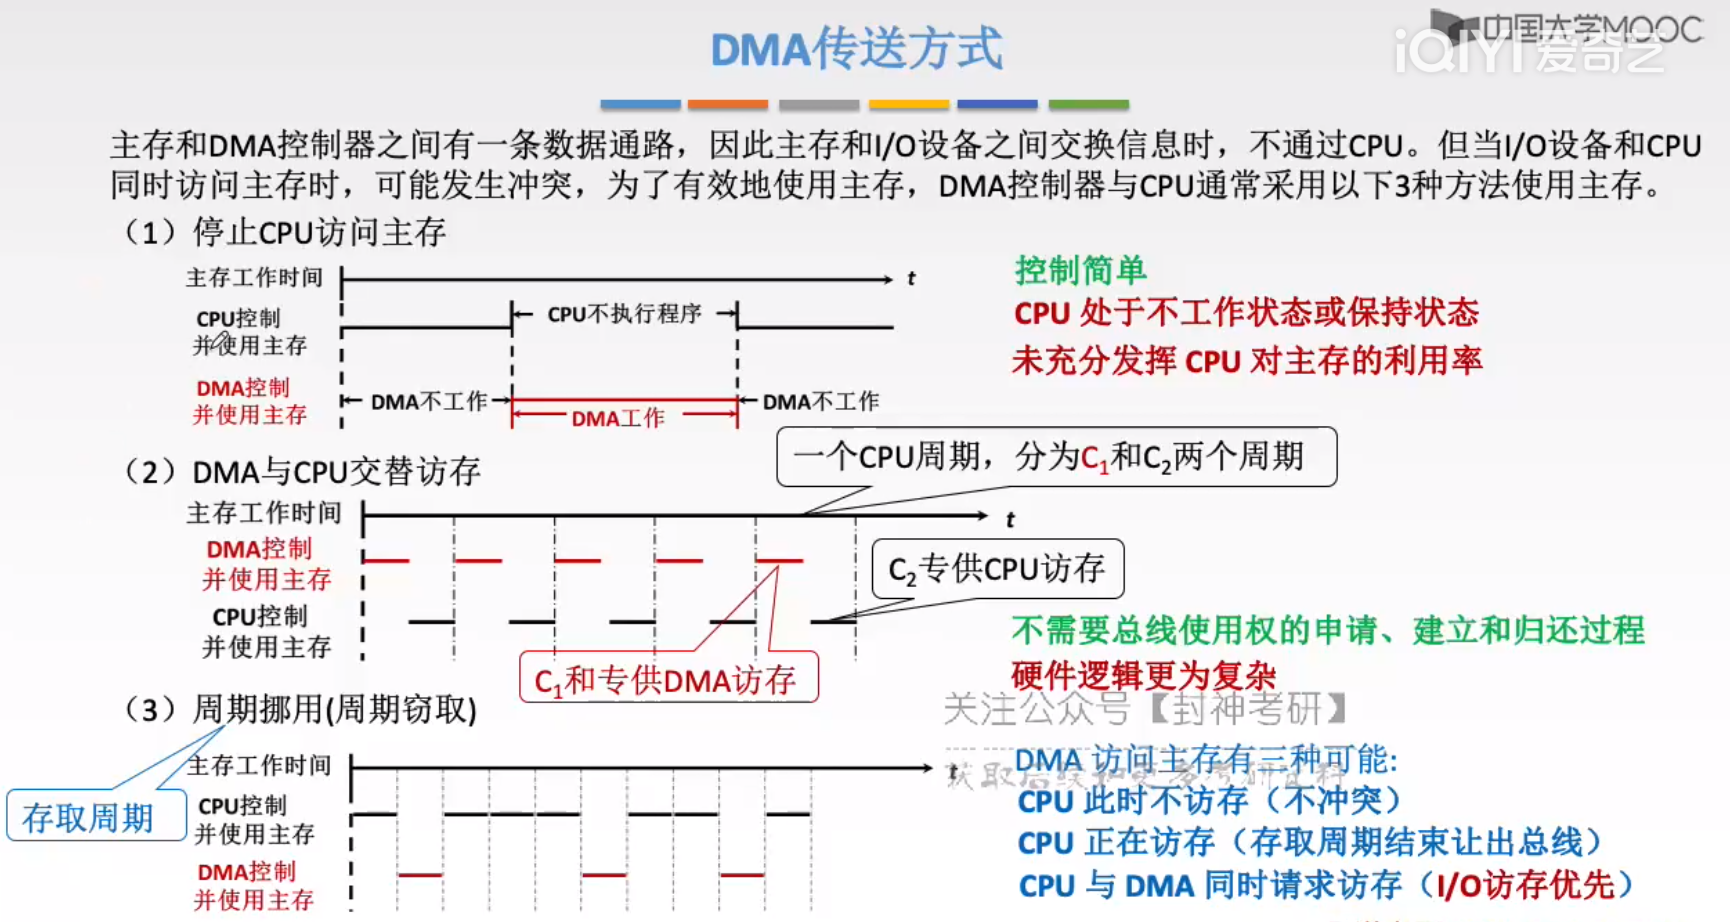 中国大学MOOC
iQIYI 爱奇艺
DMA传送方式
主存和DMA控制器之间有一条数据通路，因此主存和I/O设备之间交换信息时，不通过CPU。但当I/O设备和CPU
同时访问主存时，可能发生冲突，为了有效地使用主存，DMA控制器与CPU通常采用以下3种方法使用主存。
（1）停止CPU访问主存
主存工作时间
t
控制简单
CPU控制
并使用主存
CPU不执行程序
CPU 处于不工作状态或保持状态
未充分发挥 CPU 对主存的利用率
DMA控制
并使用主存
DMA不工作
DMA工作
DMA不工作
（2）DMA与CPU交替访存
一个CPU周期，分为C1和C2两个周期
主存工作时间
t
DMA控制
并使用主存
C2专供CPU访存
CPU控制
并使用主存
不需要总线使用权的申请、建立和归还过程
C1和专供DMA访存
硬件逻辑更为复杂
（3）周期挪用(周期窃取)
关注公众号【封神考研】
主存工作时间
t
DMA 访问主存有三种可能:
存取周期
CPU控制
并使用主存
CPU 此时不访存（不冲突）
CPU 正在访存（存取周期结束让出总线）
DMA控制
并使用主存
CPU 与 DMA 同时请求访存（I/O访存优先）